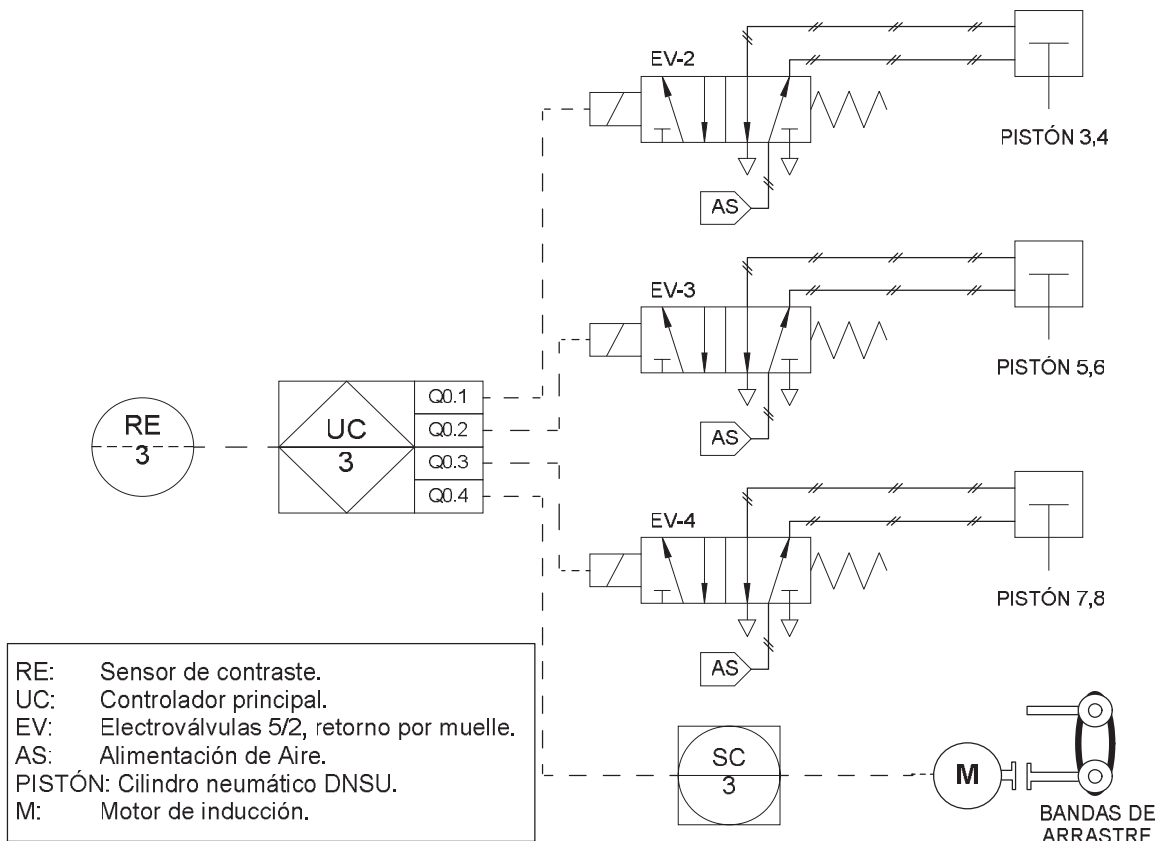 EV-2
PISTÓN 3,4
AS
EV-3
PISTÓN 5,6
AS
RE
3
UC
3
Q0.1
Q0.2
Q0.3
Q0.4
EV-4
PISTÓN 7,8
AS
RE: Sensor de contraste.
UC: Controlador principal.
EV: Electroválvulas 5/2, retorno por muelle.
AS: Alimentación de Aire.
PISTÓN: Cilindro neumático DNSU.
M: Motor de inducción.
SC
3
M
BANDAS DE
ARRASTRE